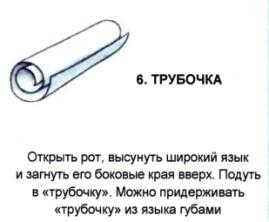 6. ТРУБОЧКА
Открыть рот, высунуть широкий язык
и загнуть его боковые края вверх. Подуть
в «трубочку». Можно придерживать
«трубочку» из языка губами